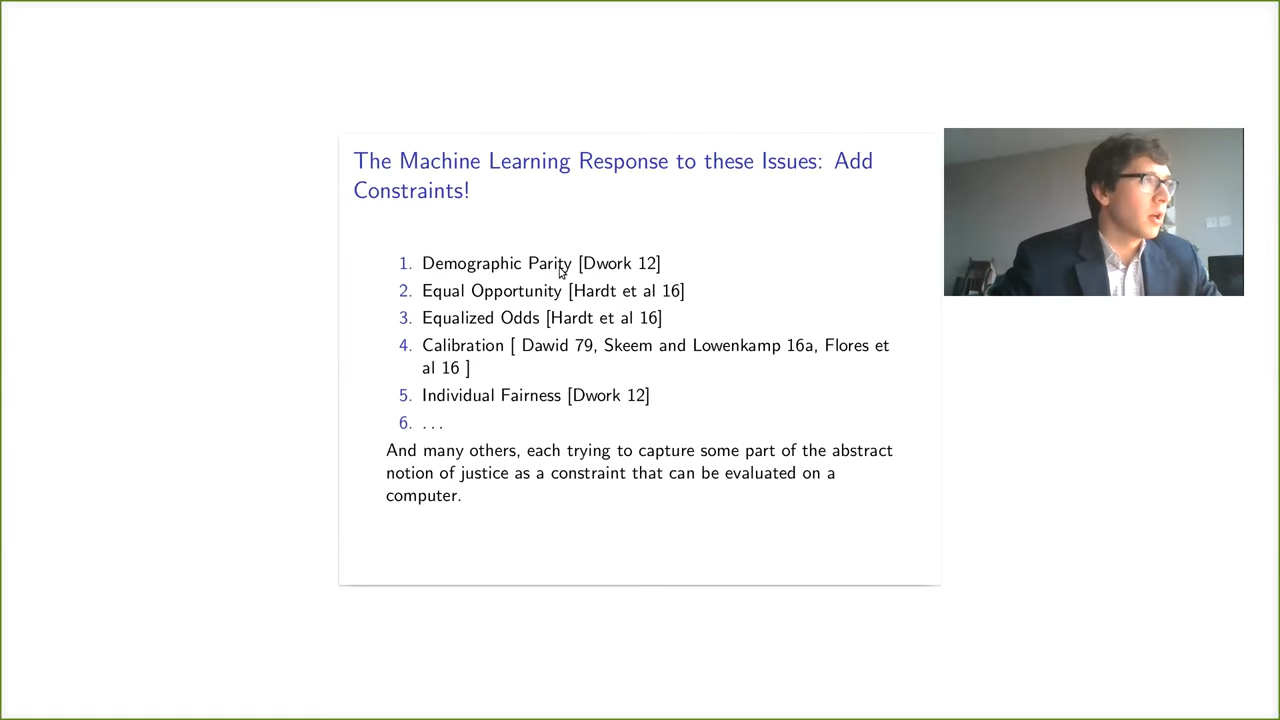 The Machine Learning Response to these Issues: Add
Constraints!
1. Demographic Parity [Dwork 12]
2. Equal Opportunity [Hardt et al 16]
3. Equalized Odds [Hardt et al 16]
4. Calibration [ Dawid 79, Skeem and Lowenkamp 16a, Flores et
al 16 ]
5. Individual Fairness [Dwork 12]
6. ...
And many others, each trying to capture some part of the abstract
notion of justice as a constraint that can be evaluated on a
computer.